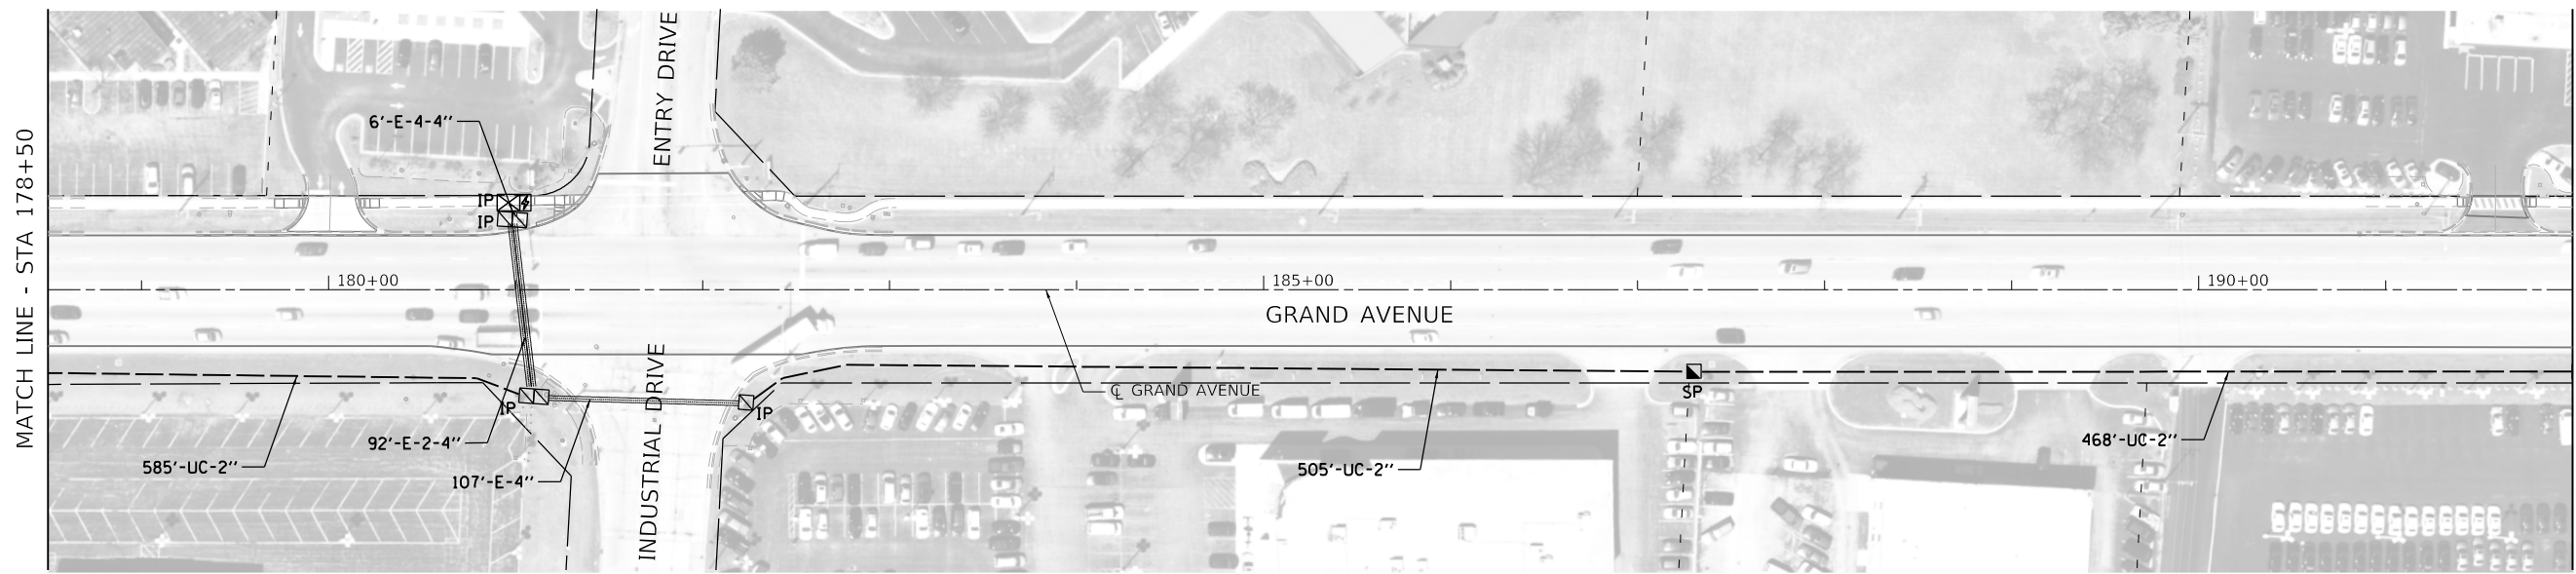 MATCH LINE - STA 178+50
ENTRY DRIVE
6'-E-4-4''
IP
IP
180+00
185+00
190+00
GRAND AVENUE
℄ GRAND AVENUE
INDUSTRIAL DRIVE
IP
IP
SP
92'-E-2-4''
585'-UC-2''
107'-E-4''
505'-UC-2''
468'-UC-2''